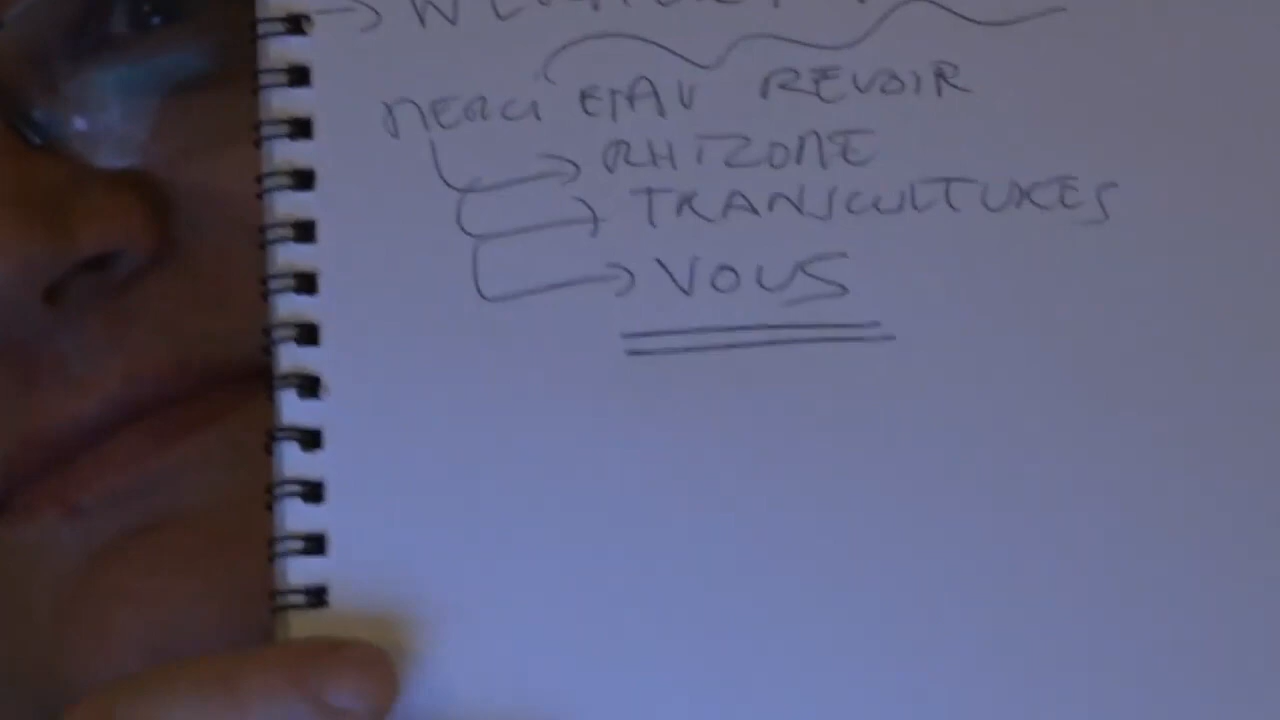 MERCI ET AU REVOIR
→ RHIZOME
→ TRANSCULTURES
→ VOUS